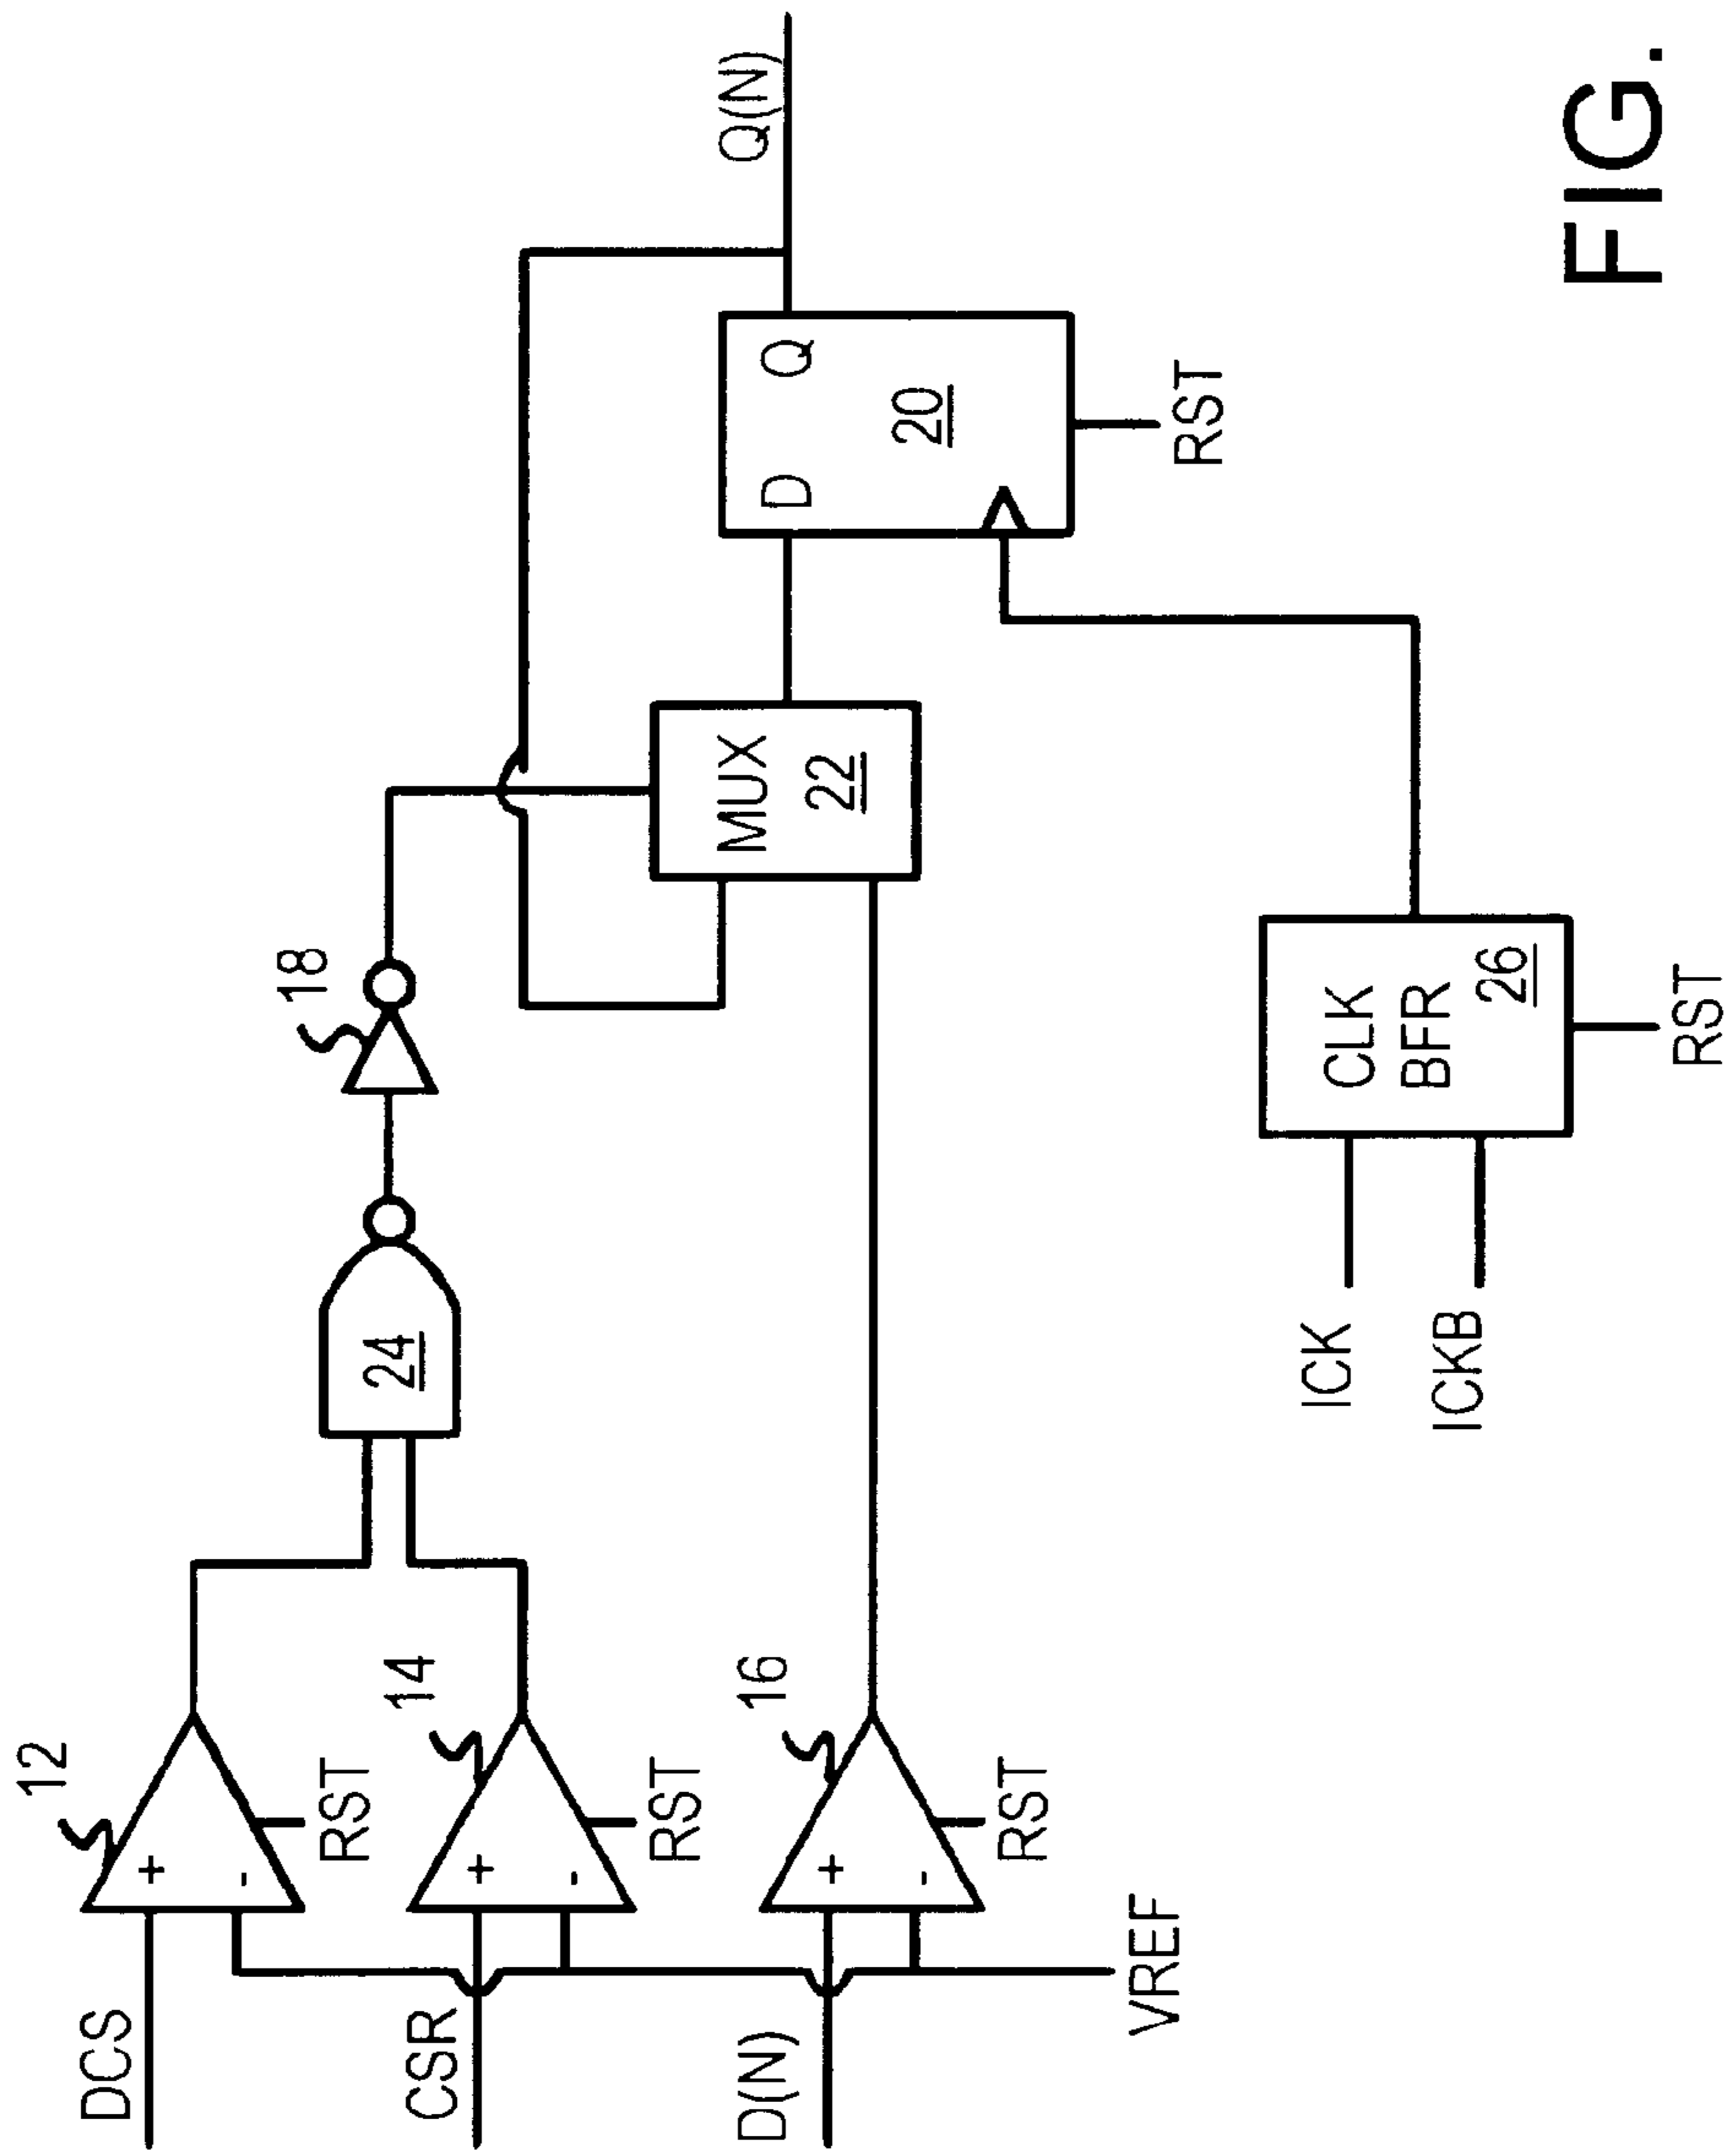 DCS
12
+
-
RST
CSR
14
+
-
RST
D(N)
16
+
-
RST
VREF
24
18
MUX
22
D
Q
20
RST
Q(N)
ICK
ICKB
CLK
BFR
26
RST
FIG.